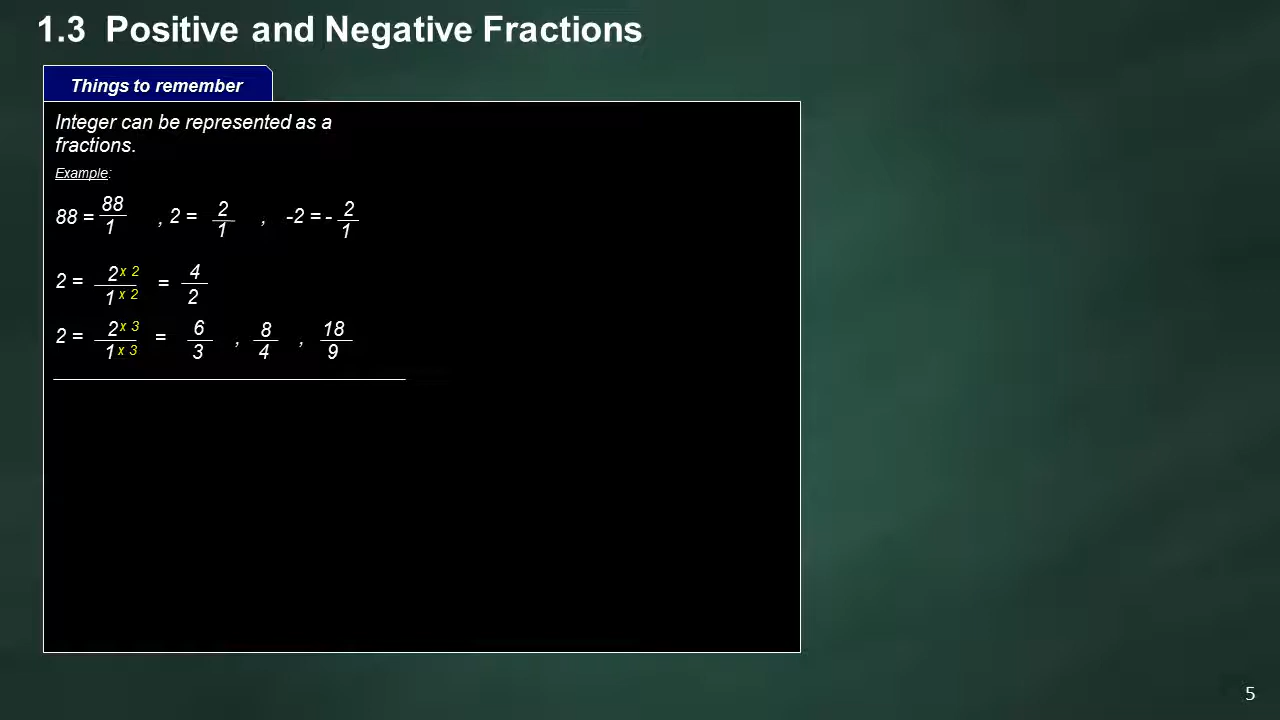 1.3 Positive and Negative Fractions
Things to remember
Integer can be represented as a
fractions.
Example:
88 = 88/1 , 2 = 2/1 , -2 = - 2/1
2 = 2 x 2/1 x 2 = 4/2
2 = 2 x 3/1 x 3 = 6/3 , 8/4 , 18/9
5